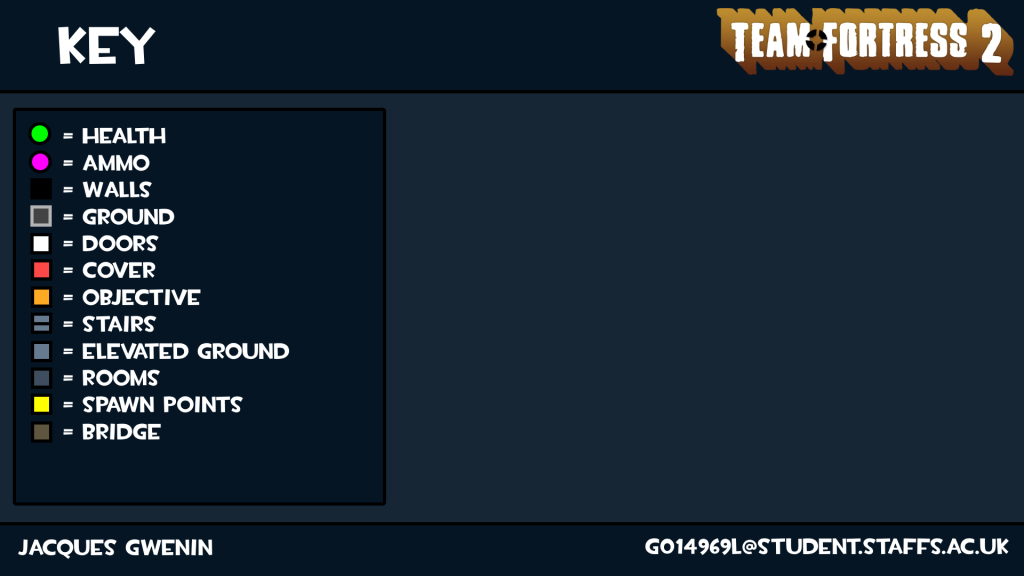 KEY
TEAM FORTRESS 2
= HEALTH
= AMMO
= WALLS
= GROUND
= DOORS
= COVER
= OBJECTIVE
= STAIRS
= ELEVATED GROUND
= ROOMS
= SPAWN POINTS
= BRIDGE
JACQUES GWENIN
GO14969L@STUDENT.STAFFS.AC.UK